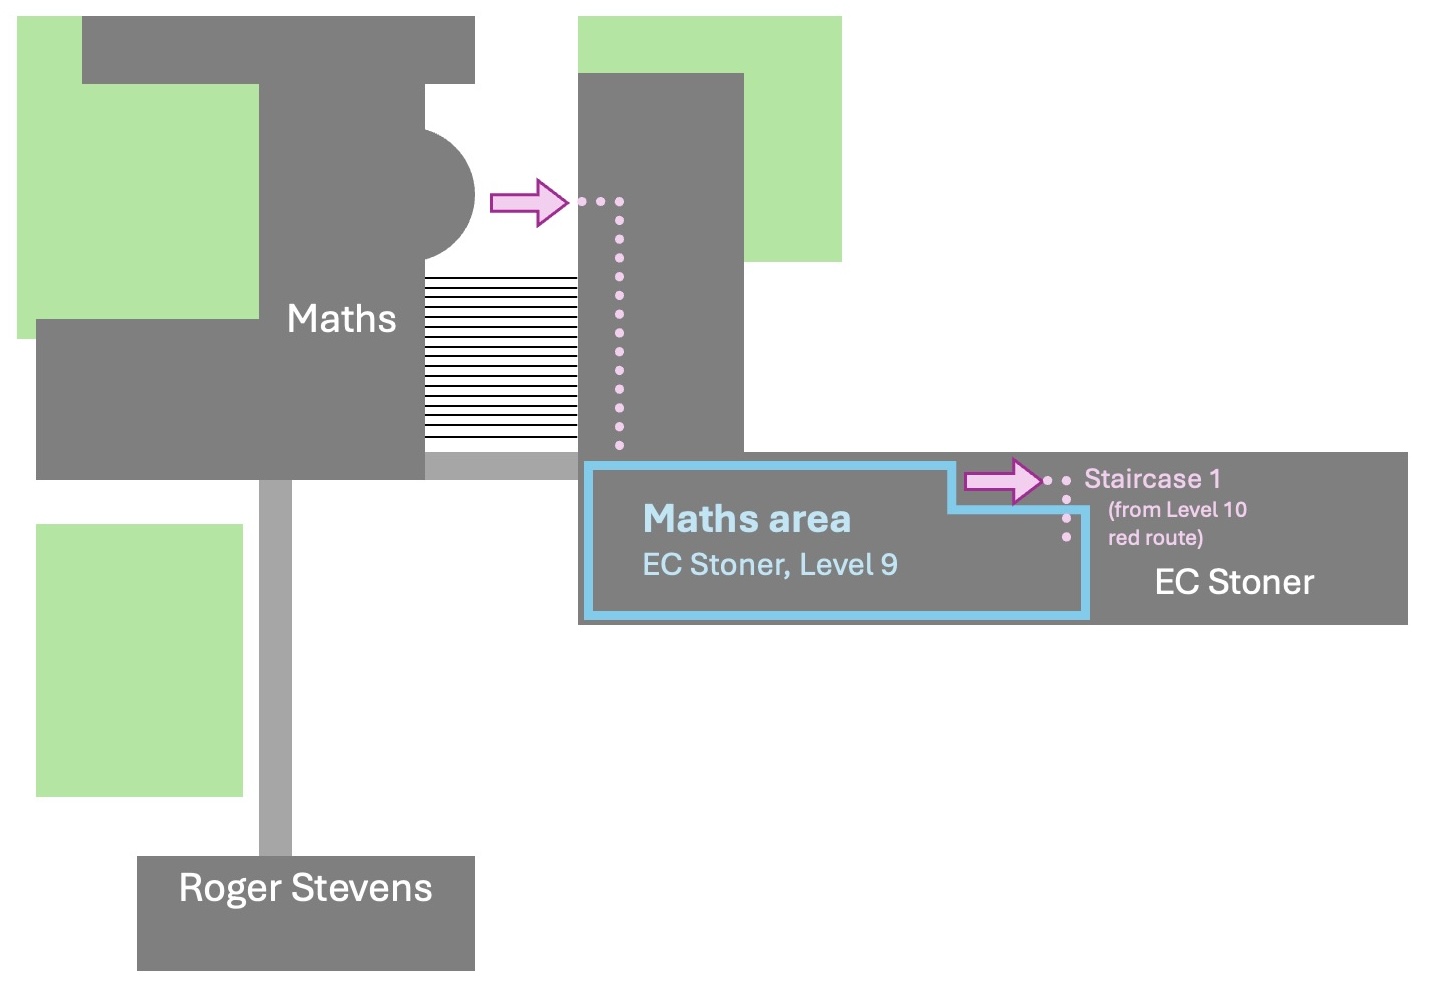 Maths
Maths area
EC Stoner, Level 9
Staircase 1
(from Level 10
red route)
EC Stoner
Roger Stevens